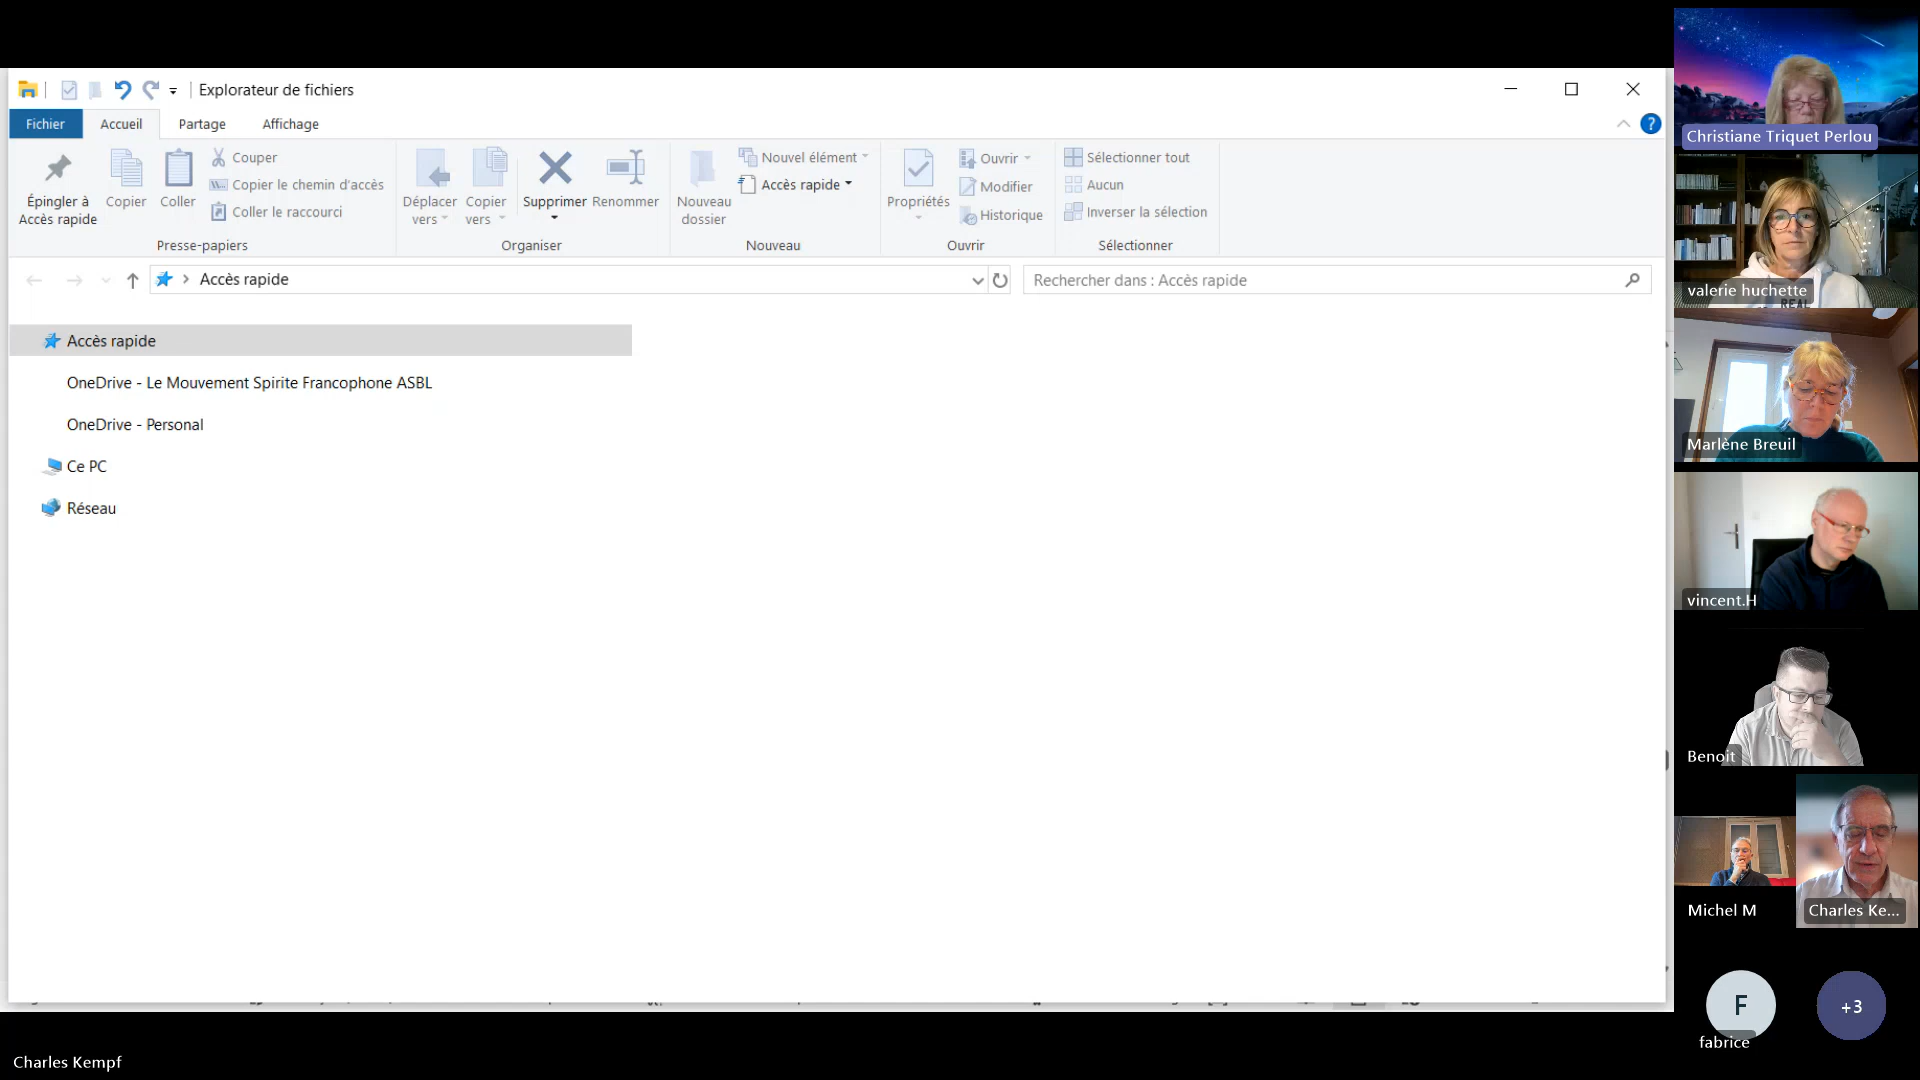 Explorateur de fichiers
Fichier
Accueil
Partage
Affichage
Épingler à
Accès rapide
Copier
Coller
Couper
Copier le chemin d'accès
Coller le raccourci
Presse-papiers
Déplacer
vers
Copier
vers
Supprimer
Renommer
Organiser
Nouveau
dossier
Nouvel élément
Accès rapide
Nouveau
Propriétés
Ouvrir
Modifier
Historique
Ouvrir
Sélectionner tout
Aucun
Inverser la sélection
Sélectionner
Accès rapide
Rechercher dans : Accès rapide
Accès rapide
OneDrive - Le Mouvement Spirite Francophone ASBL
OneDrive - Personal
Ce PC
Réseau
Christiane Triquet Perlou
valerie huchette
REAL
Marlène Breuil
vincent.H
Benoit
Michel M
Charles Ke...
F
fabrice
+3
Charles Kempf